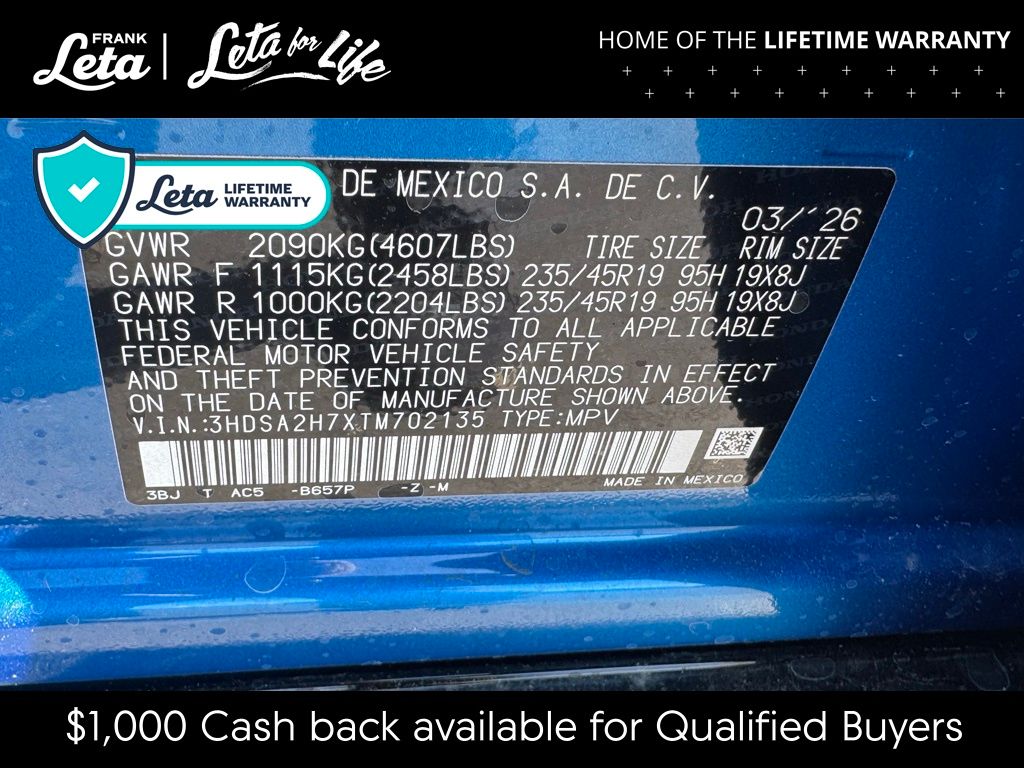 FRANK
Leta
Leta for Life
HOME OF THE LIFETIME WARRANTY
DE MEXICO S.A. DE C.V.
Leta LIFETIME
WARRANTY
03/´26
GVWR 2090KG(4607LBS) TIRE SIZE RIM SIZE
GAWR F 1115KG(2458LBS) 235/45R19 95H 19X8J
GAWR R 1000KG(2204LBS) 235/45R19 95H 19X8J
THIS VEHICLE CONFORMS TO ALL APPLICABLE
FEDERAL MOTOR VEHICLE SAFETY
AND THEFT PREVENTION STANDARDS IN EFFECT
ON THE DATE OF MANUFACTURE SHOWN ABOVE.
V.I.N.:3HDSA2H7XTM702135 TYPE:MPV
3BJ T AC5 -B657P -Z -M
MADE IN MEXICO
$1,000 Cash back available for Qualified Buyers